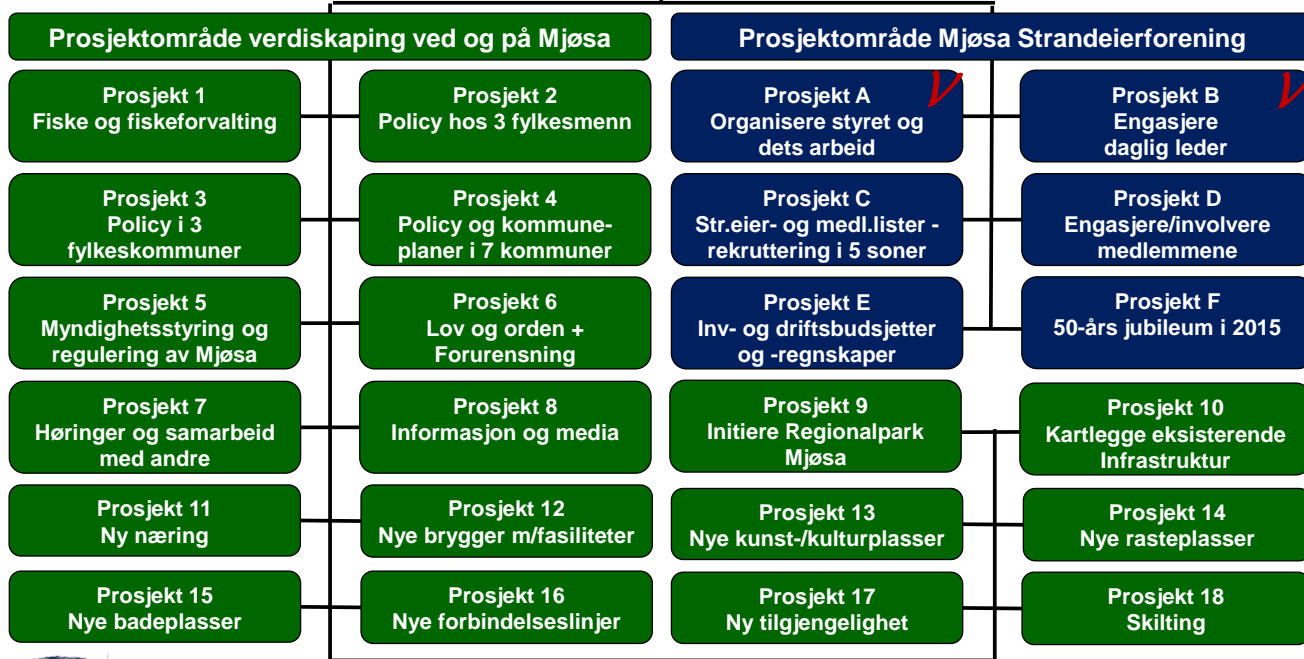 Prosjektområde verdiskaping ved og på Mjøsa
Prosjektområde Mjøsa Strandeierforening
Prosjekt 1
Fiske og fiskeforvalting
Prosjekt 2
Policy hos 3 fylkesmenn
Prosjekt A
Organisere styret og
dets arbeid
Prosjekt B
Engasjere
daglig leder
Prosjekt 3
Policy i 3
fylkeskommuner
Prosjekt 4
Policy og kommune-
planer i 7 kommuner
Prosjekt C
Str.eier- og medl.lister -
rekruttering i 5 soner
Prosjekt D
Engasjere/involvere
medlemmene
Prosjekt 5
Myndighetsstyring og
regulering av Mjøsa
Prosjekt 6
Lov og orden +
Forurensning
Prosjekt E
Inv- og driftsbudsjetter
og -regnskaper
Prosjekt F
50-års jubileum i 2015
Prosjekt 7
Høringer og samarbeid
med andre
Prosjekt 8
Informasjon og media
Prosjekt 9
Initiere Regionalpark
Mjøsa
Prosjekt 10
Kartlegge eksisterende
Infrastruktur
Prosjekt 11
Ny næring
Prosjekt 12
Nye brygger m/fasiliteter
Prosjekt 13
Nye kunst-/kulturplasser
Prosjekt 14
Nye rasteplasser
Prosjekt 15
Nye badeplasser
Prosjekt 16
Nye forbindelseslinjer
Prosjekt 17
Ny tilgjengelighet
Prosjekt 18
Skilting